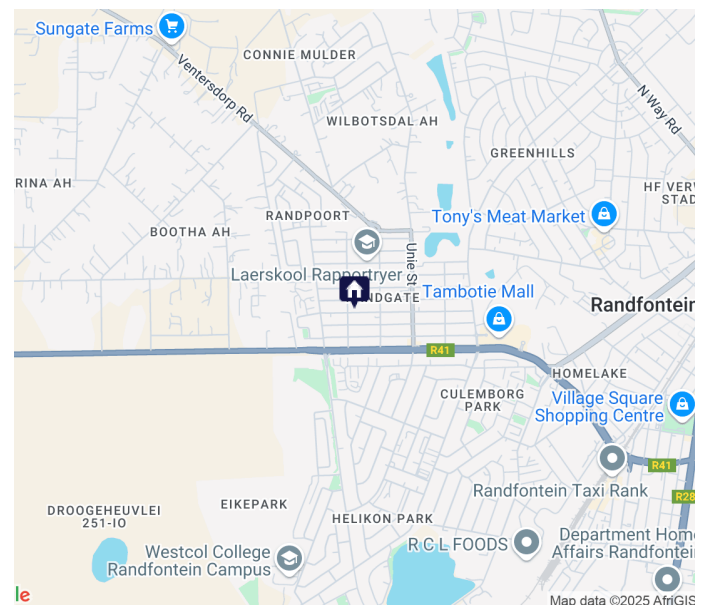 Sungate Farms
CONNIE MULDER
Ventersdorp Rd
N Way Rd
WILBOTSDAL AH
GREENHILLS
RINA AH
HF VER
STAD
RANDPOORT
Tony's Meat Market
BOOTHA AH
Unie St
Laerskool Rapportryer
NDGATE
Tambotie Mall
Randfontein
R41
HOMELAKE
CULEMBORG
PARK
Village Square
Shopping Centre
R41
Randfontein Taxi Rank
R28
EIKEPARK
DROOGEHEUVLEI
251-IO
HELIKON PARK
Department Home
Affairs Randfontein
R C L FOODS
Westcol College
Randfontein Campus
le
Map data ©2025 AfriGIS